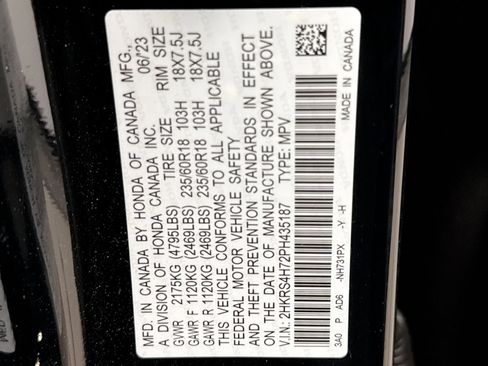 MFD. IN CANADA BY HONDA OF CANADA MFG.,
A DIVISION OF HONDA CANADA INC. 06/23
TIRE SIZE RIM SIZE
GVWR 2175KG (4795LBS)
GAWR F 1120KG (2469LBS) 235/60R18 103H 18X7.5J
GAWR R 1120KG (2469LBS) 235/60R18 103H 18X7.5J
THIS VEHICLE CONFORMS TO ALL APPLICABLE
FEDERAL MOTOR VEHICLE SAFETY
AND THEFT PREVENTION STANDARDS IN EFFECT
ON THE DATE OF MANUFACTURE SHOWN ABOVE.
V.I.N: 2HKRS4H72PH435187 TYPE: MPV
3A0 P AD6 -NH731PX -Y -H MADE IN CANADA